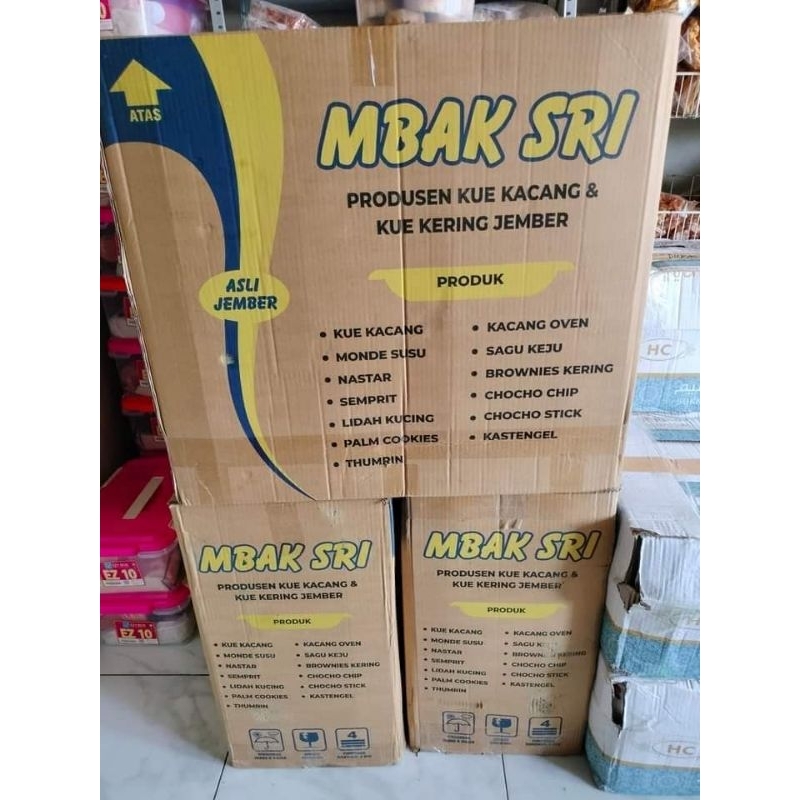 ATAS
MBAK SRI
PRODUSEN KUE KACANG &
KUE KERING JEMBER
ASLI
JEMBER
PRODUK
• KUE KACANG
• MONDE SUSU
• NASTAR
• SEMPRIT
• LIDAH KUCING
• PALM COOKIES
• THUMRIN
• KACANG OVEN
• SAGU KEJU
• BROWNIES KERING
• CHOCHO CHIP
• CHOCHO STICK
• KASTENGEL
MBAK SRI
PRODUSEN KUE KACANG &
KUE KERING JEMBER
PRODUK
• KUE KACANG
• MONDE SUSU
• NASTAR
• SEMPRIT
• LIDAH KUCING
• PALM COOKIES
• THUMRIN
• KACANG OVEN
• SAGU KEJU
• BROWNIES KERING
• CHOCHO CHIP
• CHOCHO STICK
• KASTENGEL
4
MBAK SRI
PRODUSEN KUE KACANG &
KUE KERING JEMBER
PRODUK
• KUE KACANG
• MONDE SUSU
• NASTAR
• SEMPRIT
• LIDAH KUCING
• PALM COOKIES
• THUMRIN
• KACANG OVEN
• SAGU
• CHOCHO CHIP
• CHOCHO STICK
• KASTENGEL
4
EZ 10
EZ 10
HC
HC